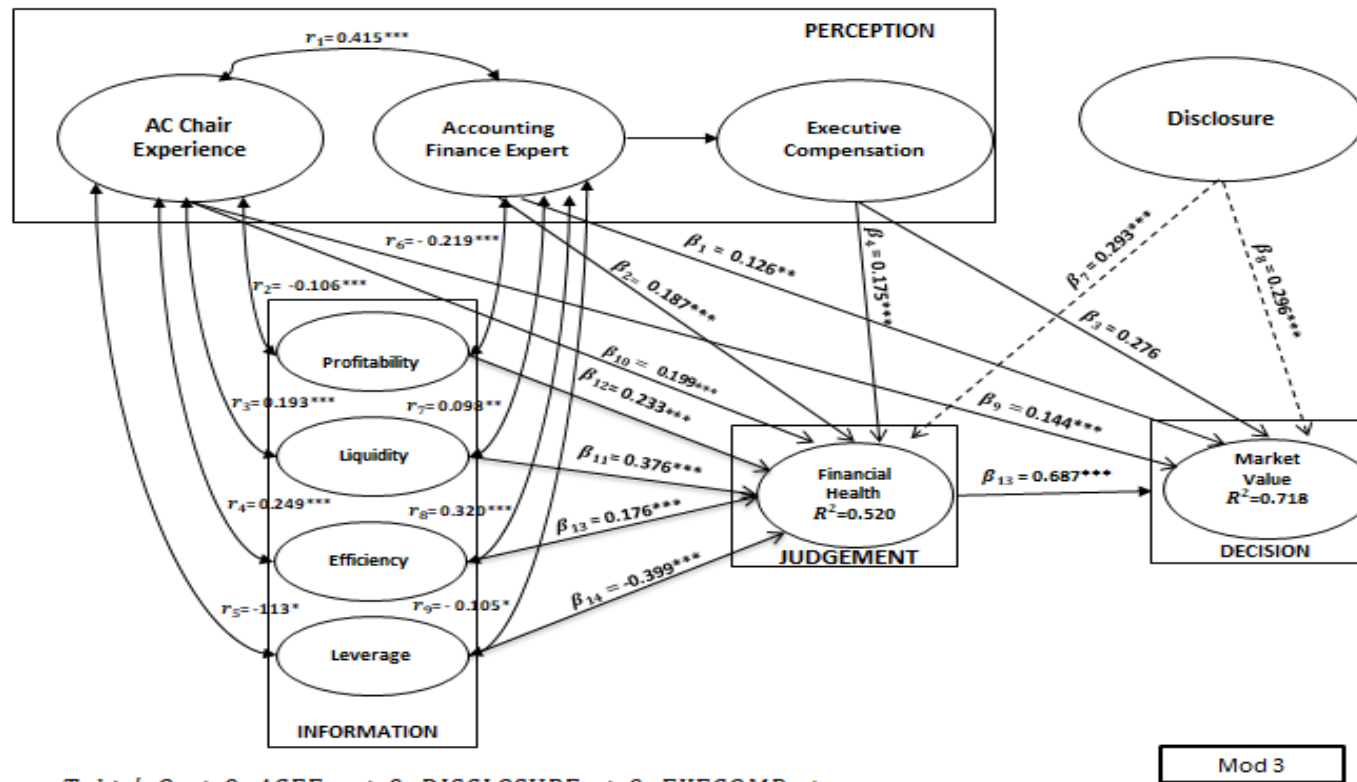 PERCEPTION
r₁= 0.415***
AC Chair
Experience
Accounting
Finance Expert
Executive
Compensation
Disclosure
r₆= - 0.219***
β₁ = 0.126**
β₂= 0.187***
β₄= 0.175***
β₃= 0.276
β₇= 0.293***
β₈= 0.296***
r₂= -0.106***
Profitability
β₁₀ = 0.199***
β₁₂= 0.233***
β₉ = 0.144***
r₃= 0.193***
r₇= 0.098**
Liquidity
β₁₁= 0.376***
Financial
Health
R²=0.520
JUDGEMENT
β₁₃= 0.687***
Market
Value
R²=0.718
DECISION
r₄= 0.249***
r₈= 0.320***
β₁₃= 0.176***
Efficiency
r₅= -113*
r₉= - 0.105*
β₁₄ = -0.399***
Leverage
INFORMATION
Mod 3